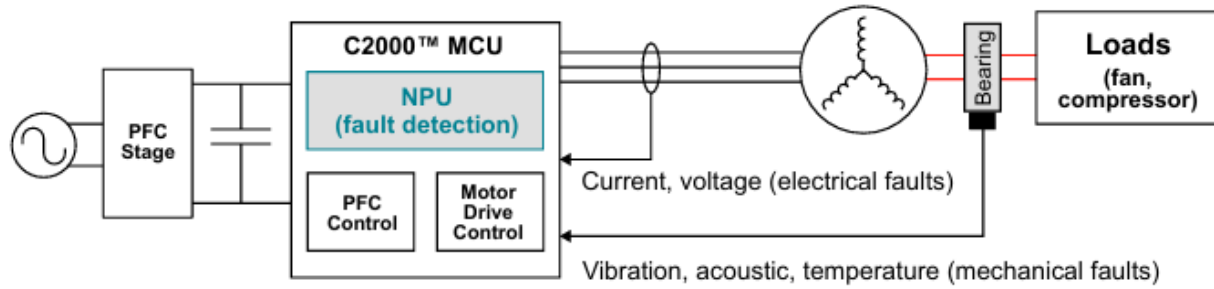 C2000™ MCU
NPU
(fault detection)
PFC
Stage
PFC
Control
Motor
Drive
Control
Bearing
Loads
(fan,
compressor)
Current, voltage (electrical faults)
Vibration, acoustic, temperature (mechanical faults)